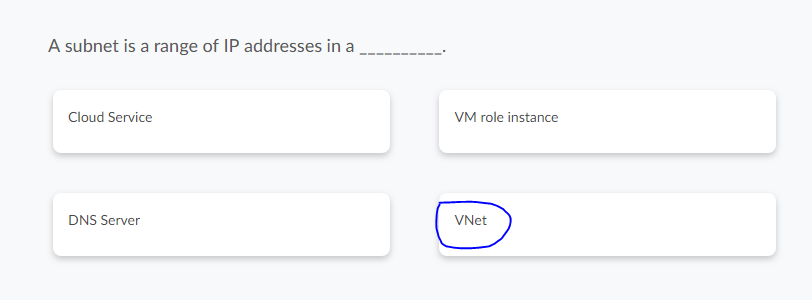 A subnet is a range of IP addresses in a __________.
Cloud Service
VM role instance
DNS Server
VNet